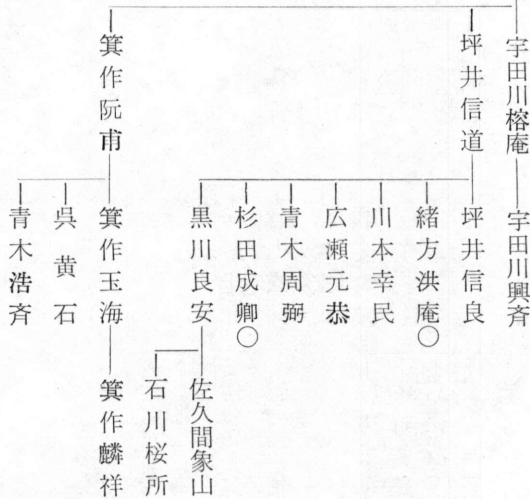 宇田川榕庵
宇田川興斉
坪井信道
坪井信良
緒方洪庵○
川本幸民
広瀬元恭
青木周弼
杉田成卿○
黒川良安
佐久間象山
石川桜所
箕作阮甫
箕作玉海
箕作麟祥
呉黄石
青木浩斉